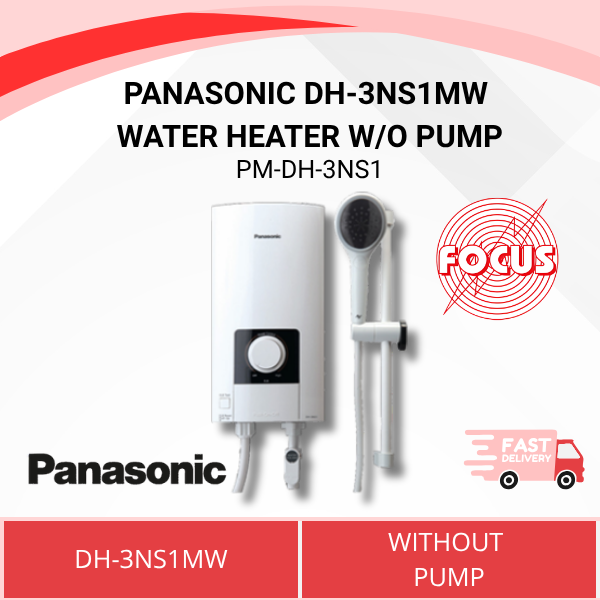 PANASONIC DH-3NS1MW
WATER HEATER W/O PUMP
PM-DH-3NS1
Panasonic
FOCUS
Panasonic
FAST
DELIVERY
DH-3NS1MW
WITHOUT
PUMP